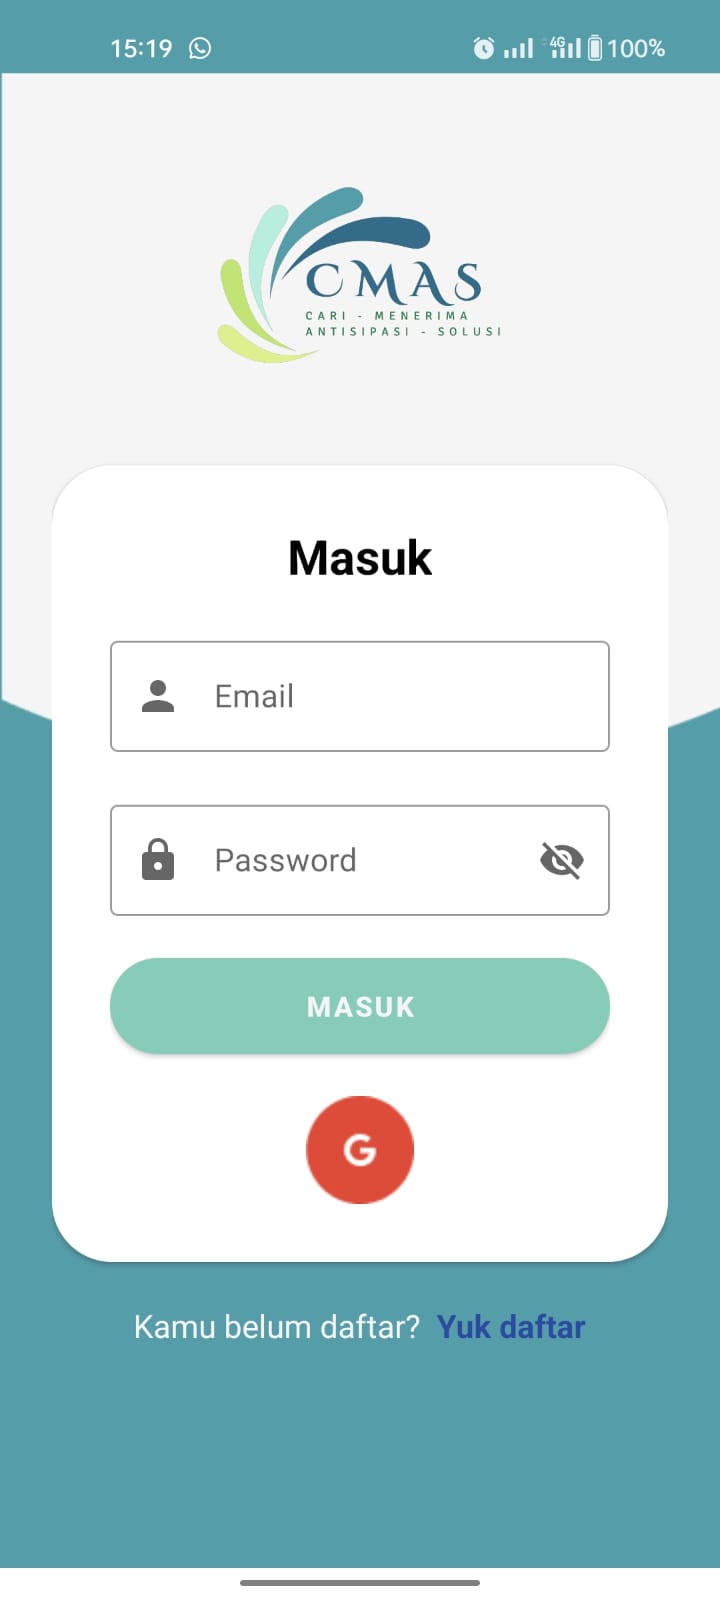 15:19 4G 100%
CMAS
CARI - MENERIMA
ANTISIPASI - SOLUSI
Masuk
Email
Password
MASUK
G
Kamu belum daftar? Yuk daftar